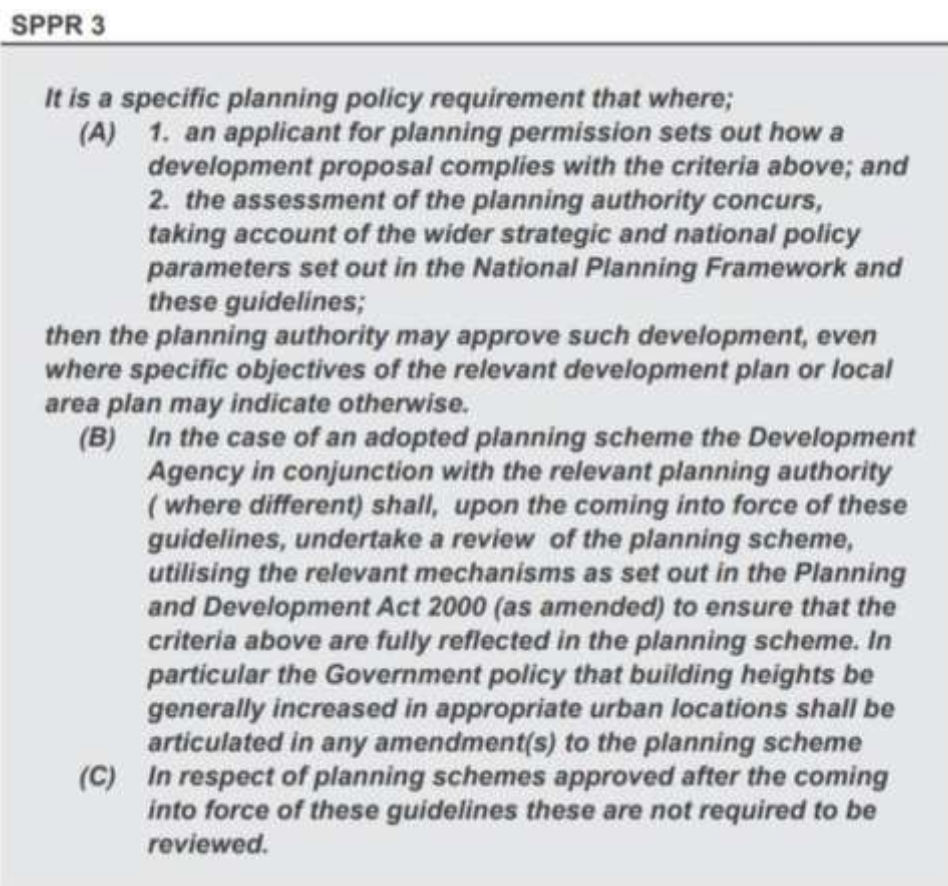 SPPR 3
It is a specific planning policy requirement that where;
(A) 1. an applicant for planning permission sets out how a
development proposal complies with the criteria above; and
2. the assessment of the planning authority concurs,
taking account of the wider strategic and national policy
parameters set out in the National Planning Framework and
these guidelines;
then the planning authority may approve such development, even
where specific objectives of the relevant development plan or local
area plan may indicate otherwise.
(B) In the case of an adopted planning scheme the Development
Agency in conjunction with the relevant planning authority
( where different) shall, upon the coming into force of these
guidelines, undertake a review of the planning scheme,
utilising the relevant mechanisms as set out in the Planning
and Development Act 2000 (as amended) to ensure that the
criteria above are fully reflected in the planning scheme. In
particular the Government policy that building heights be
generally increased in appropriate urban locations shall be
articulated in any amendment(s) to the planning scheme
(C) In respect of planning schemes approved after the coming
into force of these guidelines these are not required to be
reviewed.